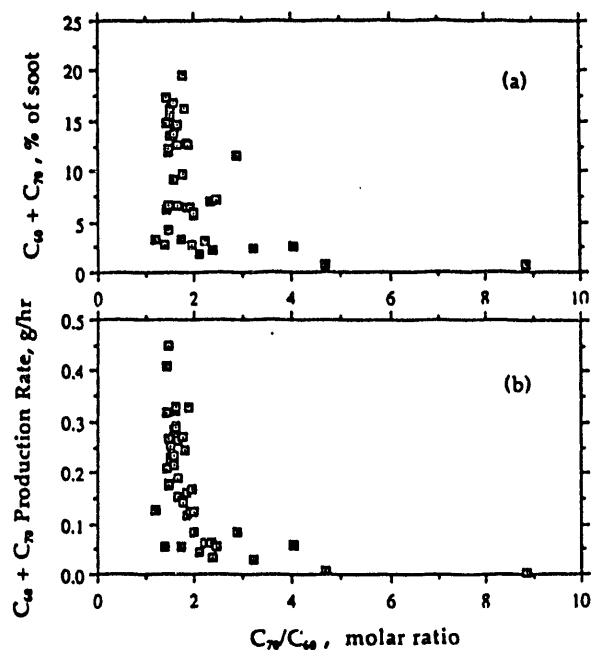 C₆₀ + C₇₀ , % of soot
25
20
15
10
5
0
(a)
0 2 4 6 8 10
C₆₀ + C₇₀ Production Rate, g/hr
0.5
0.4
0.3
0.2
0.1
0.0
(b)
0 2 4 6 8 10
C₇₀/C₆₀ , molar ratio